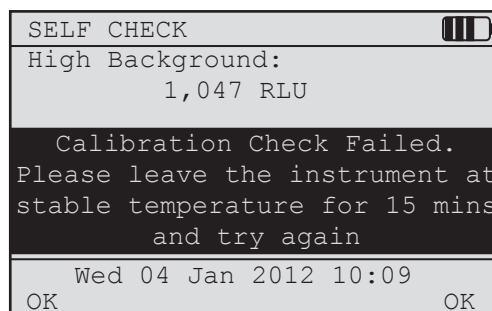 SELF CHECK
High Background:
1,047 RLU
Calibration Check Failed.
Please leave the instrument at
stable temperature for 15 mins
and try again
Wed 04 Jan 2012 10:09
OK OK